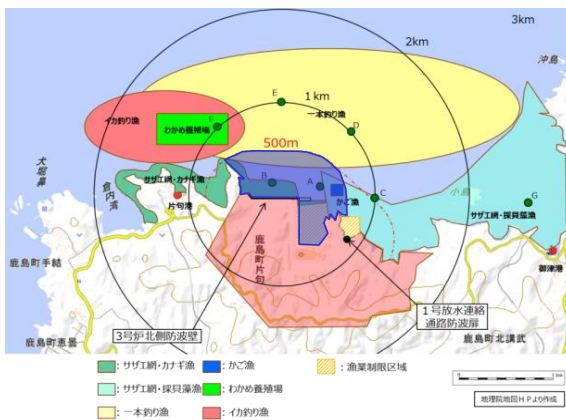 3km
2km
沖島
E
1km
イカ釣り漁
F
一本釣り漁
D
わかめ養殖場
500m
犬堀鼻
倉内湾
サザエ網・カナギ漁
B
A
かご漁
C
小島
G
サザエ網・採貝藻漁
片句港
鹿島町手結
鹿島町片句
御津港
1号放水連絡
通路防波扉
3号炉北側防波壁
鹿島町恵曇
鹿島町北講武
:サザエ網・カナギ漁
:かご漁
:漁業制限区域
:サザエ網・採貝藻漁
:わかめ養殖場
:一本釣り漁
:イカ釣り漁
0
1km
地理院地図HPより作成